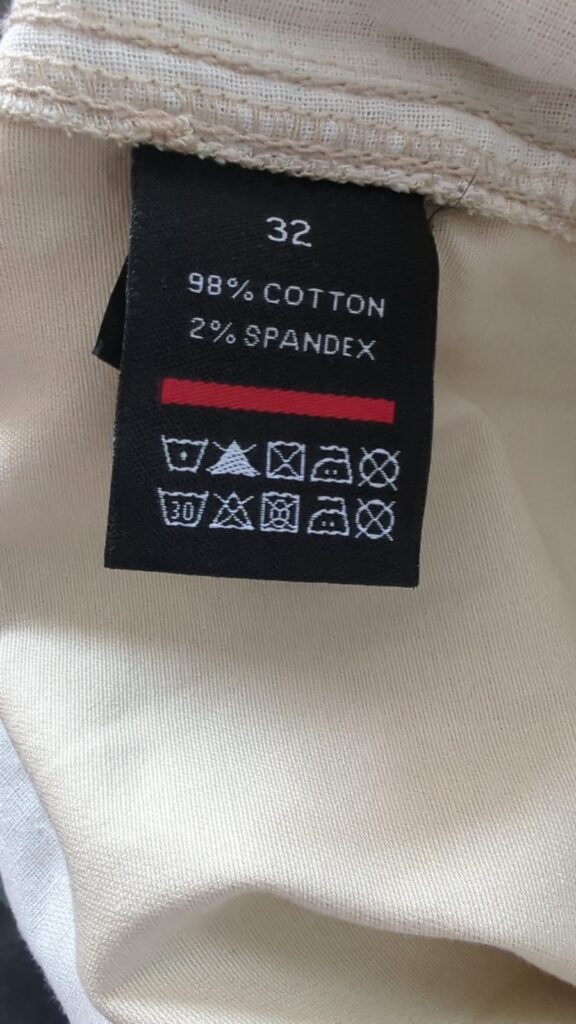 32
98% COTTON
2% SPANDEX
30